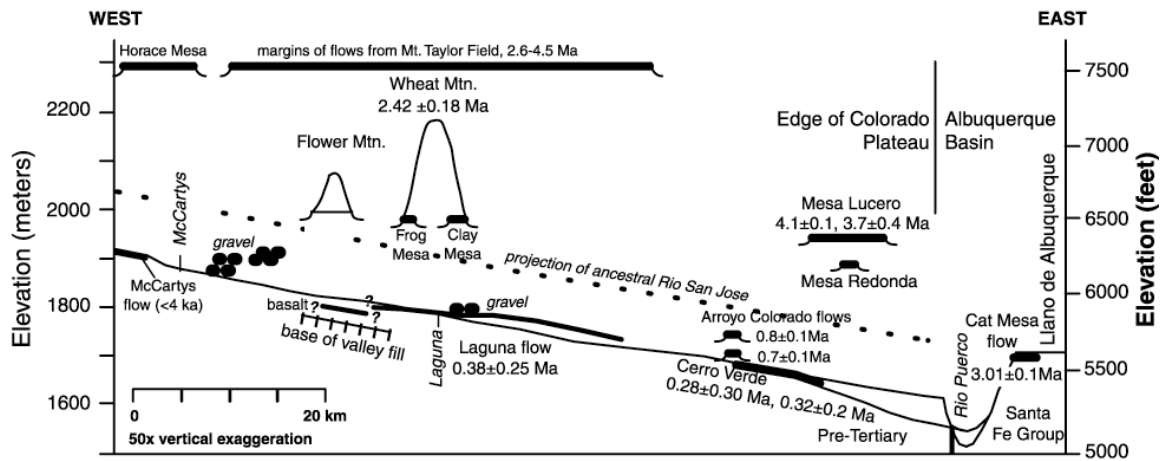 WEST
EAST
Horace Mesa
margins of flows from Mt. Taylor Field, 2.6-4.5 Ma
Wheat Mtn.
2.42 ±0.18 Ma
Flower Mtn.
Edge of Colorado
Plateau
Albuquerque
Basin
Elevation (meters)
2200
2000
1800
1600
Elevation (feet)
7500
7000
6500
6000
5500
5000
McCartys
gravel
Frog
Mesa
Clay
Mesa
Mesa Lucero
4.1±0.1, 3.7±0.4 Ma
Mesa Redonda
Llano de Albuquerque
McCartys
flow (<4 ka)
projection of ancestral Rio San Jose
basalt
?
?
?
base of valley fill
gravel
Laguna
Laguna flow
0.38±0.25 Ma
Arroyo Colorado flows
0.8±0.1Ma
0.7±0.1Ma
Cerro Verde
0.28±0.30 Ma, 0.32±0.2 Ma
Cat Mesa
flow
3.01±0.1Ma
Rio Puerco
Pre-Tertiary
Santa
Fe Group
0
20 km
50x vertical exaggeration